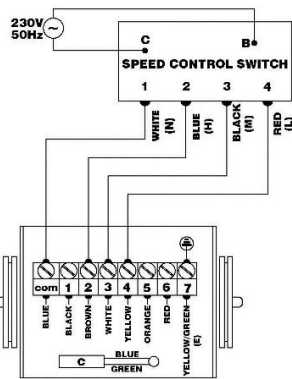 230V
50Hz
C
B
SPEED CONTROL SWITCH
1 2 3 4
WHITE (N)
BLUE (H)
BLACK (M)
RED (L)
com 1 2 3 4 5 6 7
BLUE
BLACK
BROWN
WHITE
YELLOW
ORANGE
RED
YELLOW/GREEN (E)
C
BLUE
GREEN